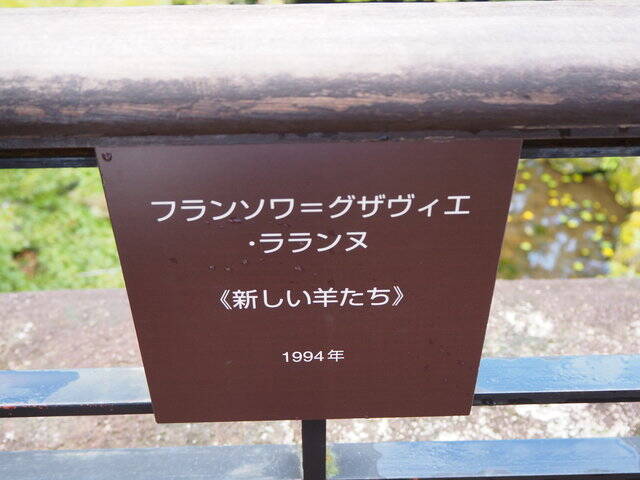 フランソワ=グザヴィエ
・ラランヌ
《新しい羊たち》
1994年